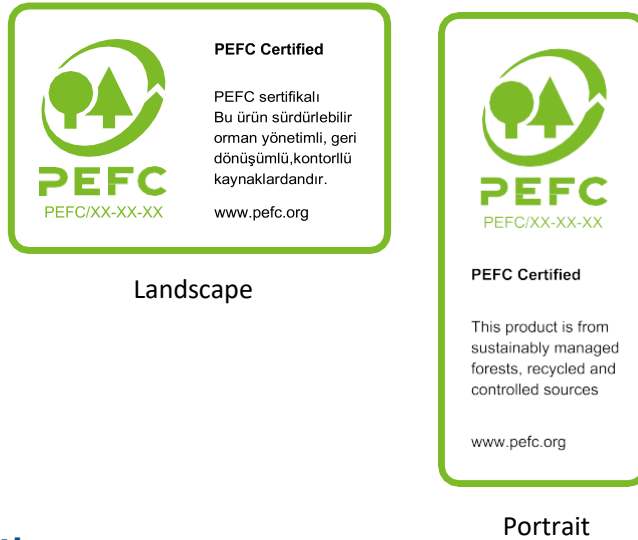 PEFC Certified
PEFC sertifikalı
Bu ürün sürdürlebilir
orman yönetimli, geri
dönüşümlü,kontorllü
kaynaklardandır.
www.pefc.org
PEFC
PEFC/XX-XX-XX
Landscape
PEFC
PEFC/XX-XX-XX
PEFC Certified
This product is from
sustainably managed
forests, recycled and
controlled sources
www.pefc.org
Portrait